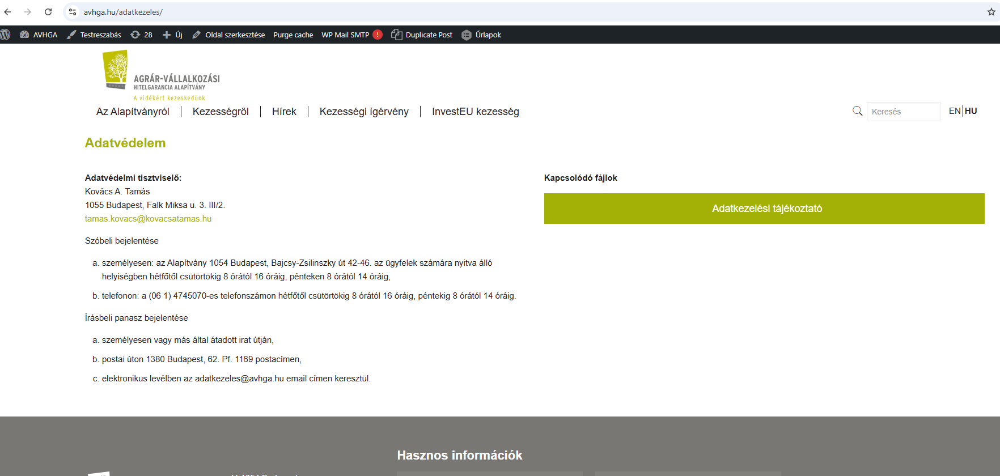 avhga.hu/adatkezeles/
AVHGA Testreszabás 28 Új Oldal szerkesztése Purge cache WP Mail SMTP ! Duplicate Post Űrlapok
AGRÁR-VÁLLALKOZÁSI
HITELGARANCIA ALAPÍTVÁNY
A vidékért kezeskedünk
Az Alapítványról Kezességről Hírek Kezességi ígérvény InvestEU kezesség Keresés EN HU
Adatvédelem
Adatvédelmi tisztviselő:
Kovács A. Tamás
1055 Budapest, Falk Miksa u. 3. III/2.
tamas.kovacs@kovacsatamas.hu
Szóbeli bejelentése
a. személyesen: az Alapítvány 1054 Budapest, Bajcsy-Zsilinszky út 42-46. az ügyfelek számára nyitva álló
helyiségben hétfőtől csütörtökig 8 órától 16 óráig, pénteken 8 órától 14 óráig,
b. telefonon: a (06 1) 4745070-es telefonszámon hétfőtől csütörtökig 8 órától 16 óráig, péntekig 8 órától 14 óráig.
Írásbeli panasz bejelentése
a. személyesen vagy más által átadott irat útján,
b. postai úton 1380 Budapest, 62. Pf. 1169 postacímen,
c. elektronikus levélben az adatkezeles@avhga.hu email címen keresztül.
Kapcsolódó fájlok
Adatkezelési tájékoztató
Hasznos információk